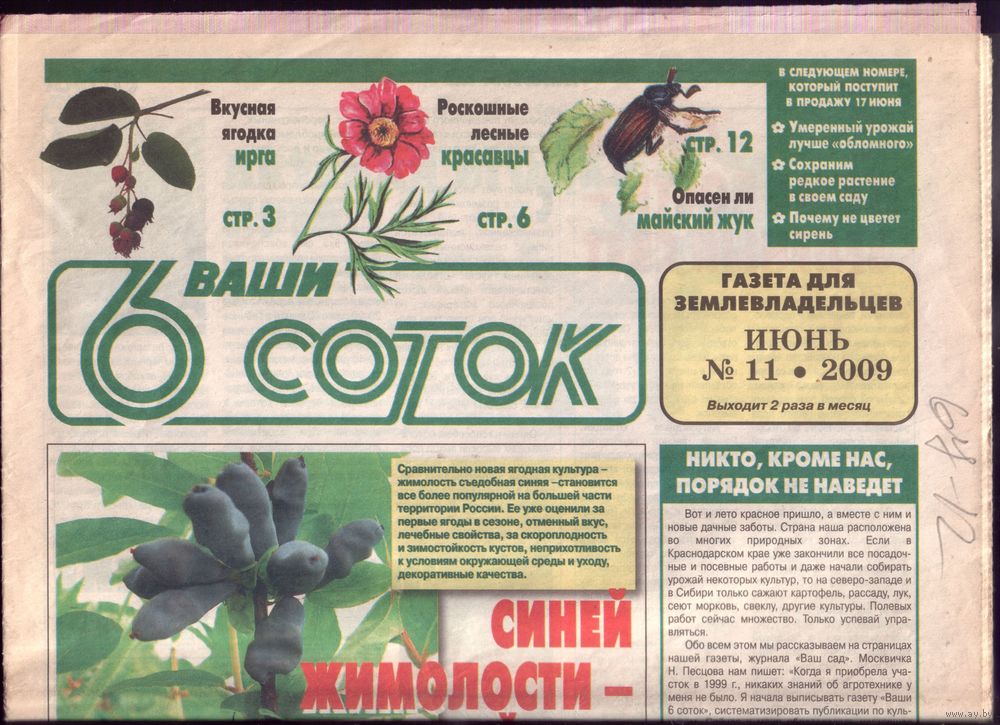 Вкусная
ягодка
ирга
СТР. 3
Роскошные
лесные
красавцы
СТР. 6
СТР. 12
Опасен ли
майский жук
В СЛЕДУЮЩЕМ НОМЕРЕ,
КОТОРЫЙ ПОСТУПИТ
В ПРОДАЖУ 17 ИЮНЯ
Умеренный урожай
лучше «обломного»
Сохраним
редкое растение
в своем саду
Почему не цветет
сирень
ВАШИ
6 СОТОК
ГАЗЕТА ДЛЯ
ЗЕМЛЕВЛАДЕЛЬЦЕВ
ИЮНЬ
№ 11 • 2009
Выходит 2 раза в месяц
Сравнительно новая ягодная культура –
жимолость съедобная синяя –становится
все более популярной на большей части
территории России. Ее уже оценили за
первые ягоды в сезоне, отменный вкус,
лечебные свойства, за скороплодность
и зимостойкость кустов, неприхотливость
к условиям окружающей среды и уходу,
декоративные качества.
СИНЕЙ
ЖИМОЛОСТИ –
НИКТО, КРОМЕ НАС,
ПОРЯДОК НЕ НАВЕДЕТ
Вот и лето красное пришло, а вместе с ним и
новые дачные заботы. Страна наша расположена
во многих природных зонах. Если в
Краснодарском крае уже закончили все посадоч-
ные и посевные работы и даже начали собирать
урожай некоторых культур, то на северо-западе и
в Сибири только сажают картофель, рассаду, лук,
сеют морковь, свеклу, другие культуры. Полевых
работ сейчас множество. Только успевай упра-
вляться.
Обо всем этом мы рассказываем на страницах
нашей газеты, журнала «Ваш сад». Москвичка
Н. Песцова нам пишет: «Когда я приобрела уча-
сток в 1999 г., никаких знаний об агротехнике у
меня не было. Я начала выписывать газету «Ваши
6 соток», систематизировать публикации по куль-
www.av.by